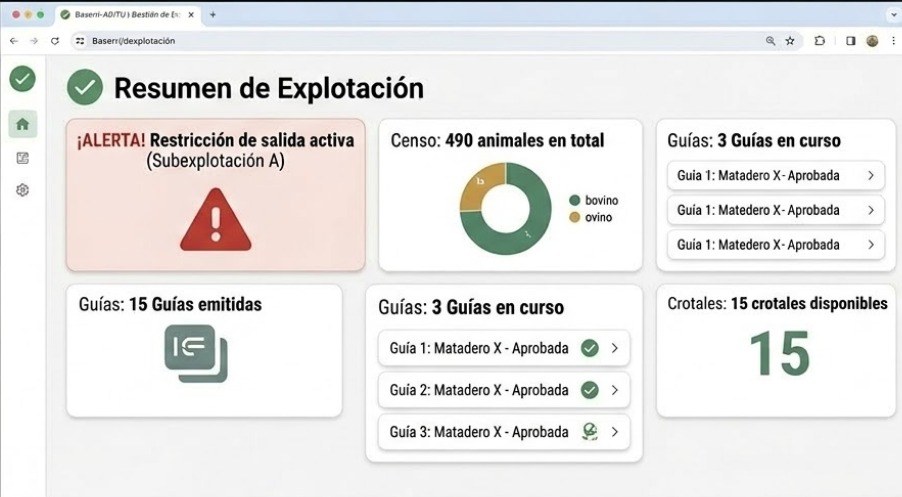 Baserri-ADITU | Bestión de
Baserri/dexplotación
Resumen de Explotación
¡ALERTA! Restricción de salida activa
(Subexplotación A)
Censo: 490 animales en total
bovino
ovino
Guías: 3 Guías en curso
Guía 1: Matadero X- Aprobada
Guía 1: Matedero X- Aprobada
Guía 1: Matedero X- Aprobada
Guías: 15 Guías emitidas
Guías: 3 Guías en curso
Guía 1: Matadero X - Aprobada
Guía 2: Matadero X - Aprobada
Guía 3: Matadero X - Aprobada
Crotales: 15 crotales disponibles
15